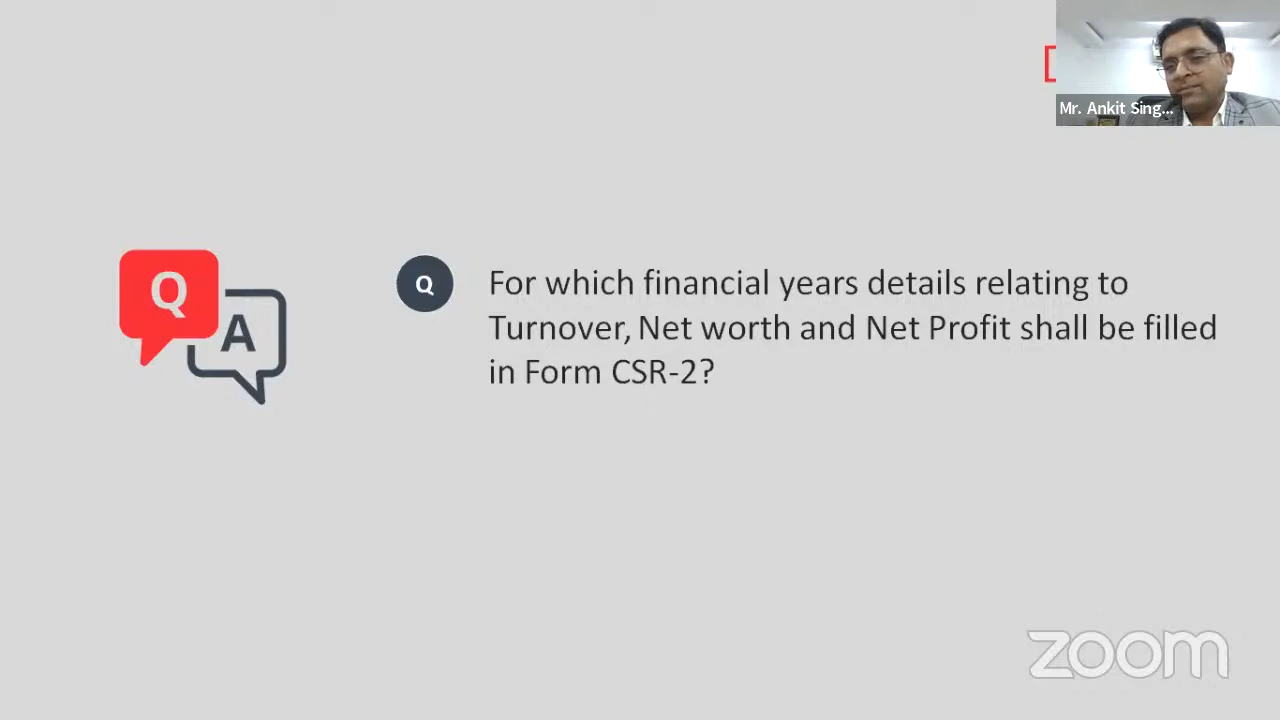 Mr. Ankit Sing...
Q
A
Q
For which financial years details relating to
Turnover, Net worth and Net Profit shall be filled
in Form CSR-2?
zoom